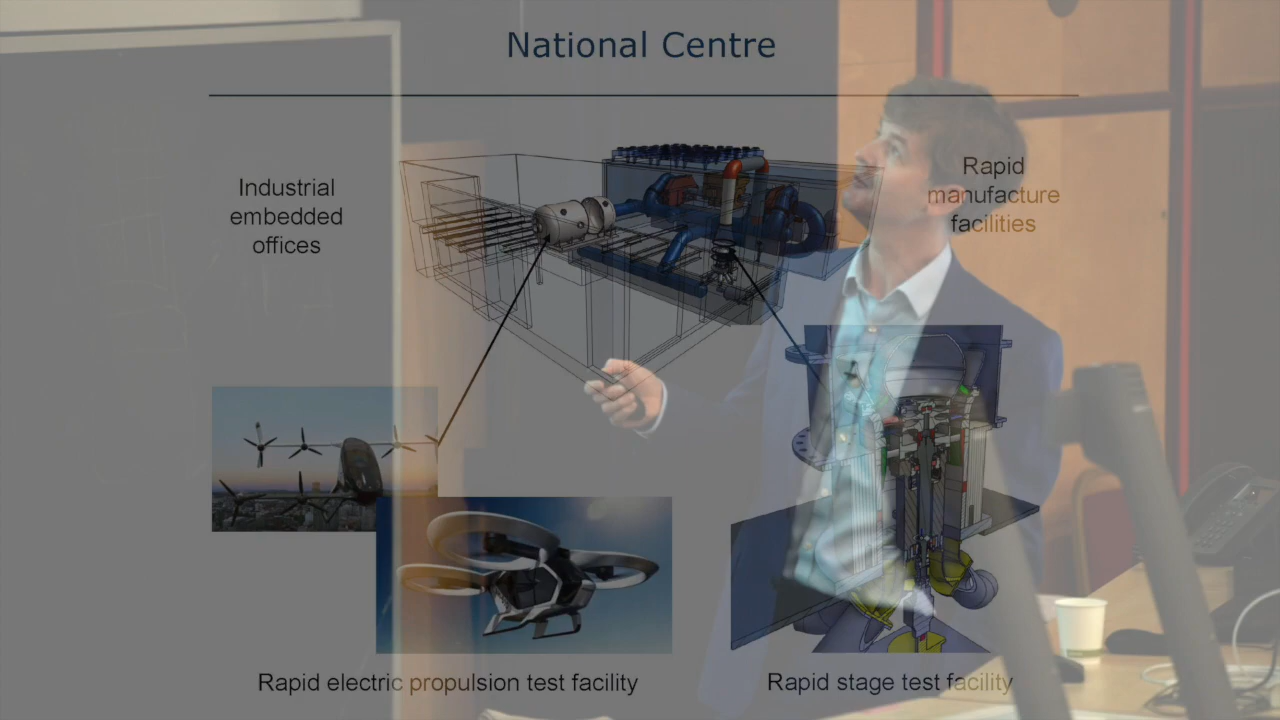 National Centre
Industrial
embedded
offices
Rapid
manufacture
facilities
Rapid electric propulsion test facility
Rapid stage test facility